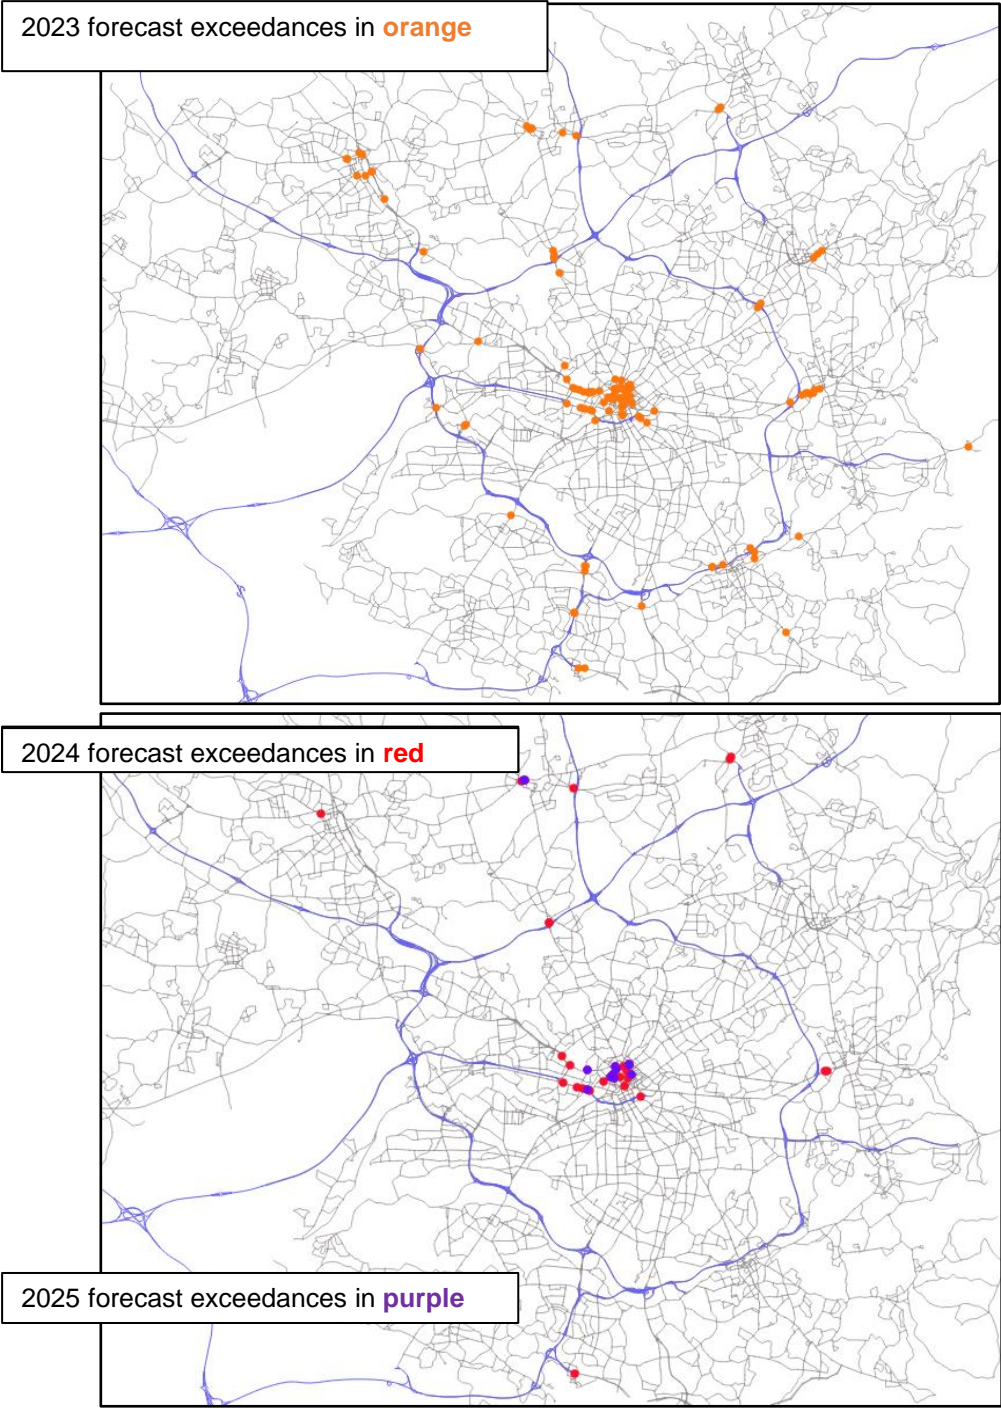 2023 forecast exceedances in orange
2024 forecast exceedances in red
2025 forecast exceedances in purple